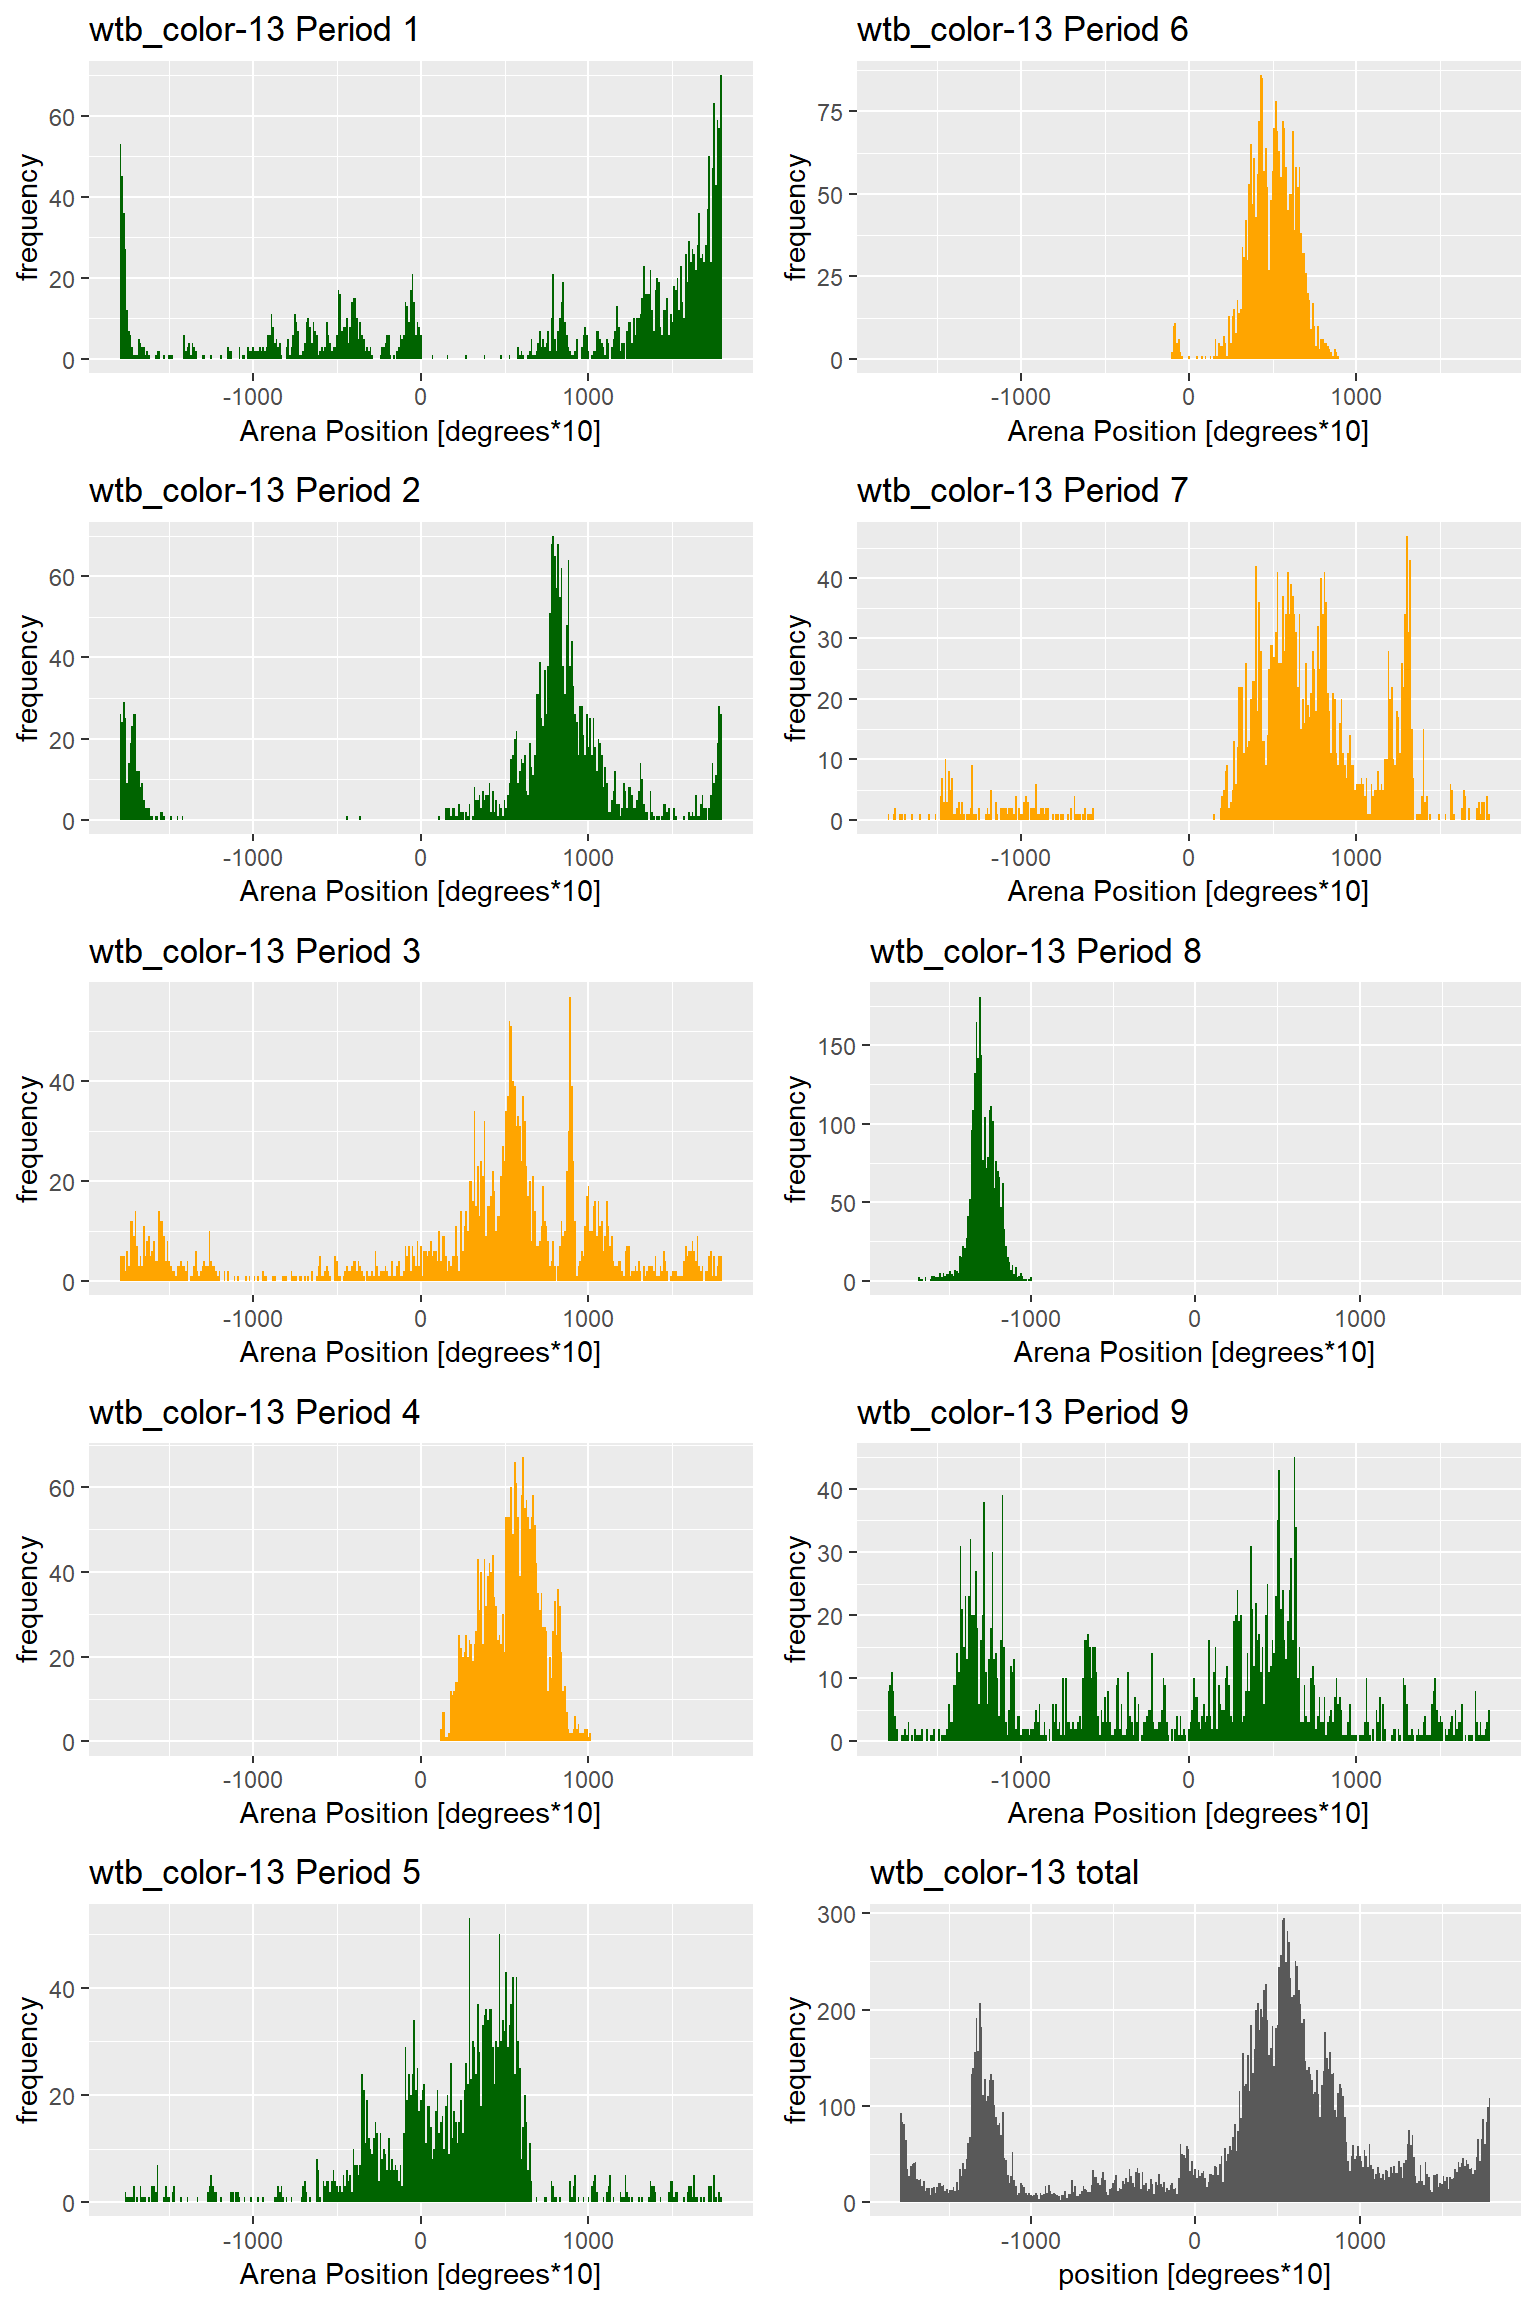 wtb_color-13 Period 1
frequency
60
40
20
0
-1000 0 1000
Arena Position [degrees*10]
wtb_color-13 Period 6
frequency
75
50
25
0
-1000 0 1000
Arena Position [degrees*10]
wtb_color-13 Period 2
frequency
60
40
20
0
-1000 0 1000
Arena Position [degrees*10]
wtb_color-13 Period 7
frequency
40
30
20
10
0
-1000 0 1000
Arena Position [degrees*10]
wtb_color-13 Period 3
frequency
40
20
0
-1000 0 1000
Arena Position [degrees*10]
wtb_color-13 Period 8
frequency
150
100
50
0
-1000 0 1000
Arena Position [degrees*10]
wtb_color-13 Period 4
frequency
60
40
20
0
-1000 0 1000
Arena Position [degrees*10]
wtb_color-13 Period 9
frequency
40
30
20
10
0
-1000 0 1000
Arena Position [degrees*10]
wtb_color-13 Period 5
frequency
40
20
0
-1000 0 1000
Arena Position [degrees*10]
wtb_color-13 total
frequency
300
200
100
0
-1000 0 1000
position [degrees*10]